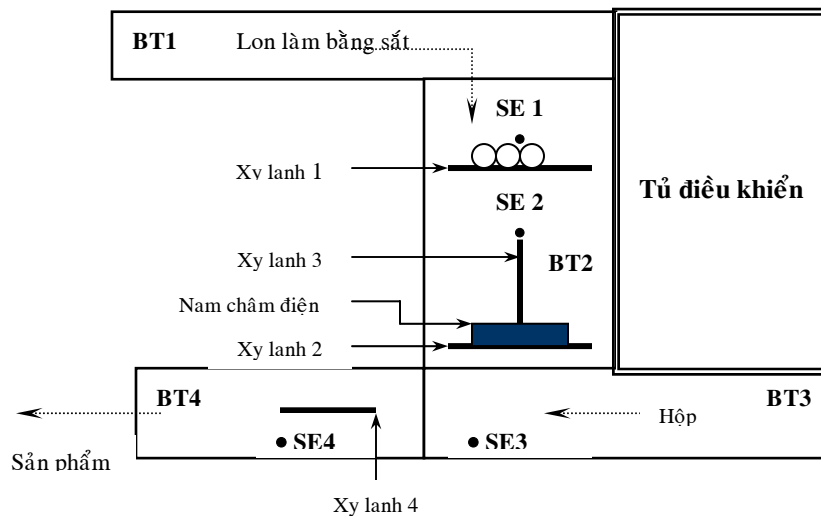 BT1 Lon làm bằng sắt
SE 1
Xy lanh 1
Tủ điều khiển
SE 2
Xy lanh 3
BT2
Nam châm điện
Xy lanh 2
BT4
BT3
Hộp
SE4
SE3
Sản phẩm
Xy lanh 4